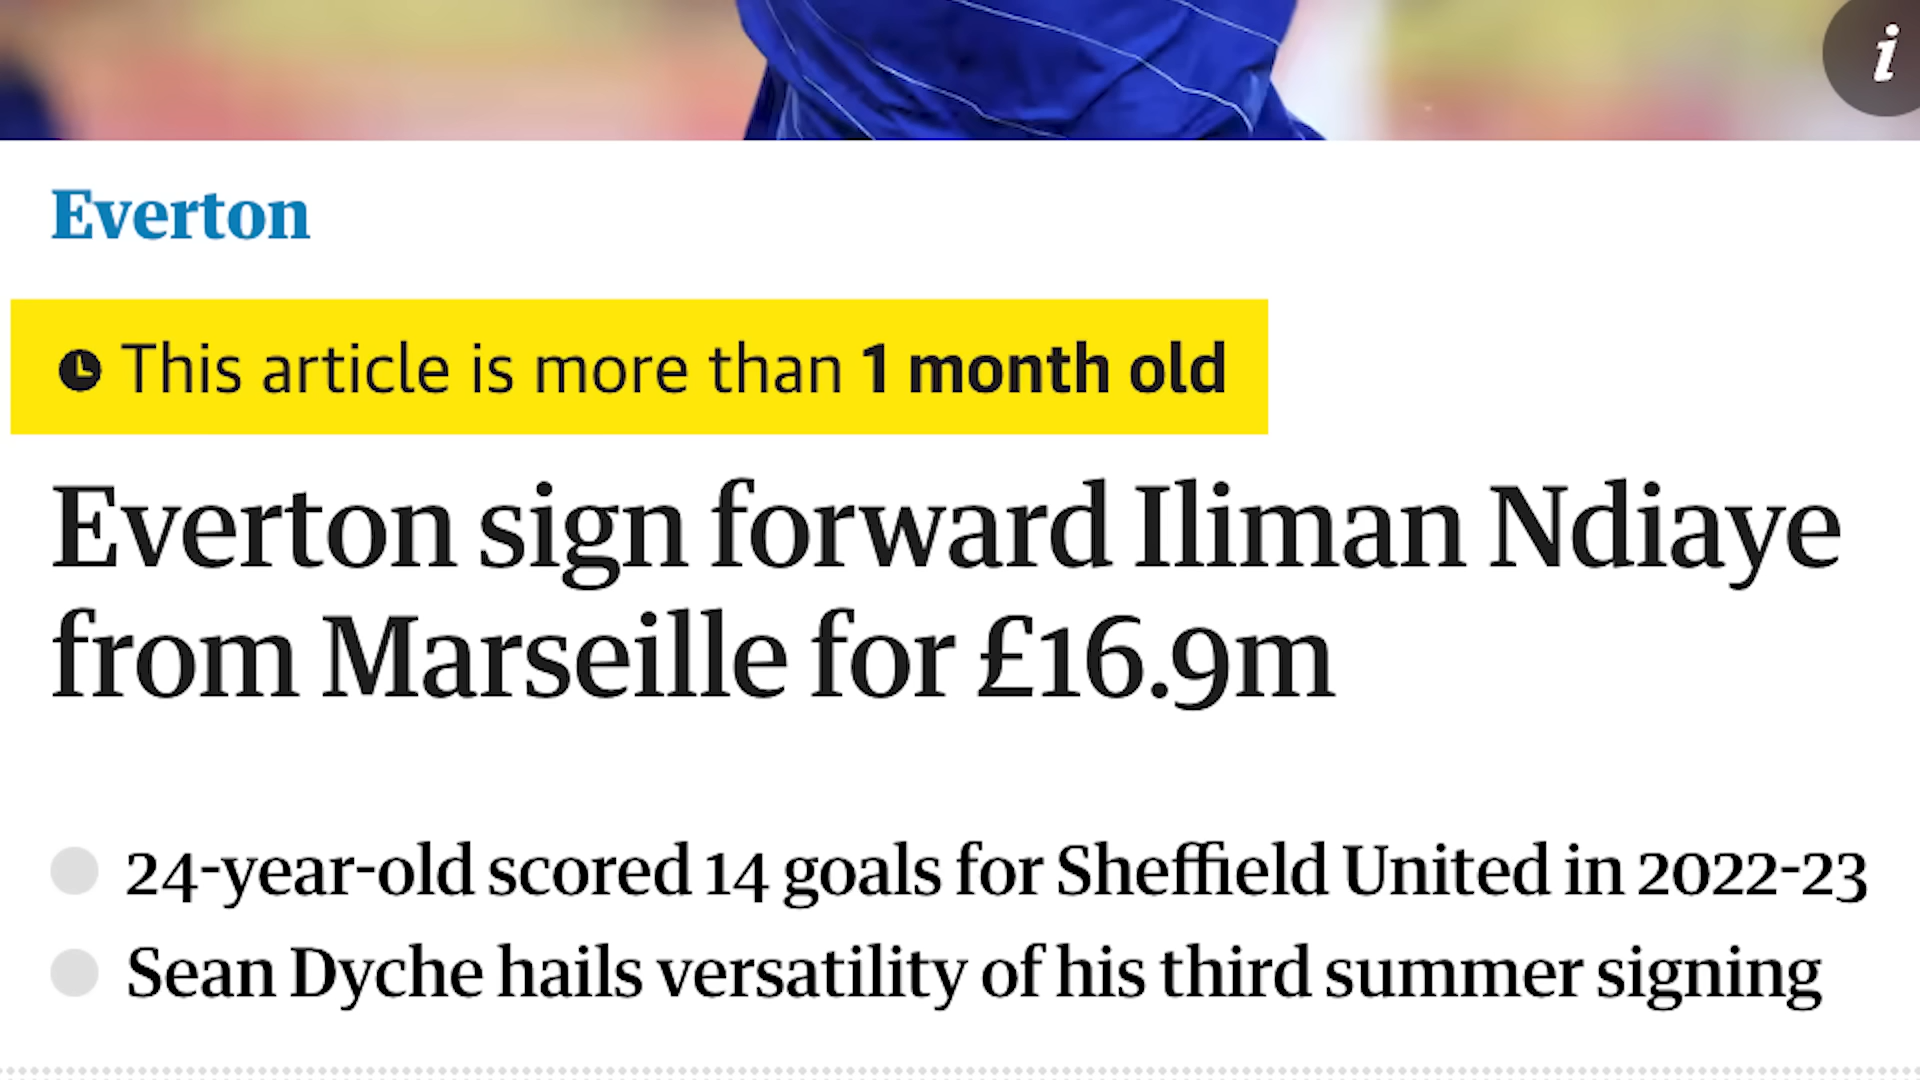 i
Everton
This article is more than 1 month old
Everton sign forward Iliman Ndiaye
from Marseille for £16.9m
24-year-old scored 14 goals for Sheffield United in 2022-23
Sean Dyche hails versatility of his third summer signing